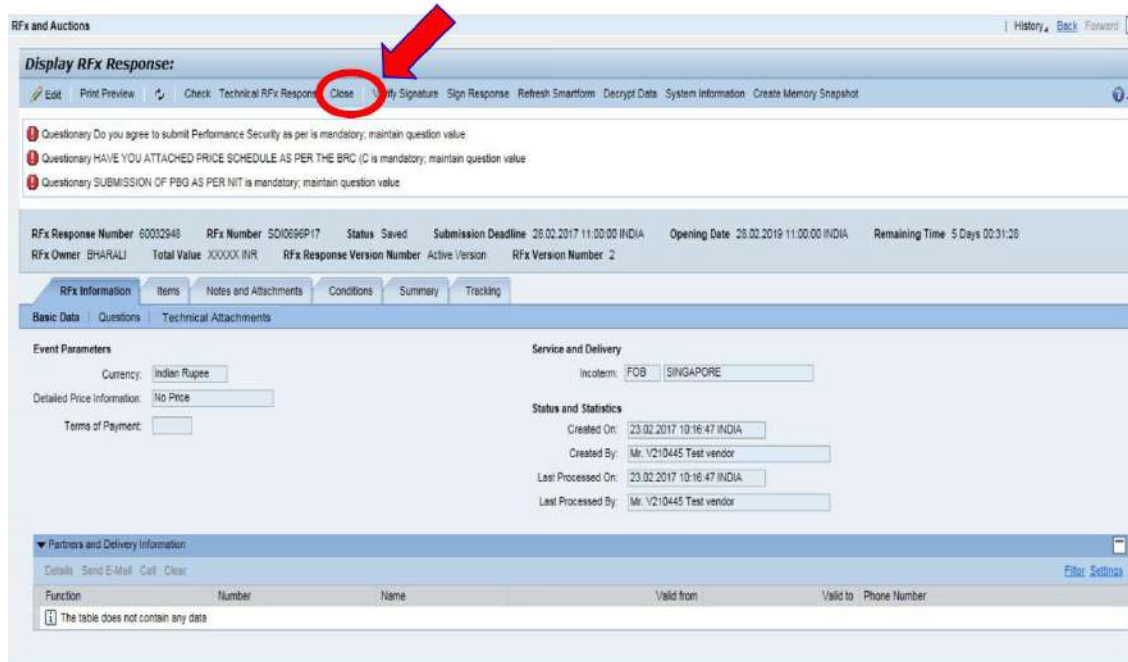 RFx and Auctions
History Back Forward
Display RFx Response:
Edit Print Preview Check Technical RFx Respons Close Signature Sign Response Refresh Smartform Decrypt Data System Information Create Memory Snapshot
Questionary Do you agree to submit Performance Security as per is mandatory; maintain question value
Questionary HAVE YOU ATTACHED PRICE SCHEDULE AS PER THE BRC (C is mandatory; maintain question value
Questionary SUBMISSION OF PBG AS PER NIT is mandatory; maintain question value
RFx Response Number 60032948 RFx Number SDI0696P17 Status Saved Submission Deadline 28.02.2017 11:00:00 INDIA Opening Date 28.02.2019 11:00:00 INDIA Remaining Time 5 Days 00:31:28
RFx Owner BHARALI Total Value XXXXX INR RFx Response Version Number Active Version RFx Version Number 2
RFx Information Items Notes and Attachments Conditions Summary Tracking
Basic Data Questions Technical Attachments
Event Parameters
Currency: Indian Rupee
Detailed Price Information: No Price
Terms of Payment:
Service and Delivery
Incoterm: FOB SINGAPORE
Status and Statistics
Created On: 23.02.2017 10:16:47 INDIA
Created By: Mr. V210445 Test vendor
Last Processed On: 23.02.2017 10:16:47 INDIA
Last Processed By: Mr. V210445 Test vendor
Partners and Delivery Information
Details Send E-Mail Call Clear Filter Settings
Function Number Name Valid from Valid to Phone Number
The table does not contain any data